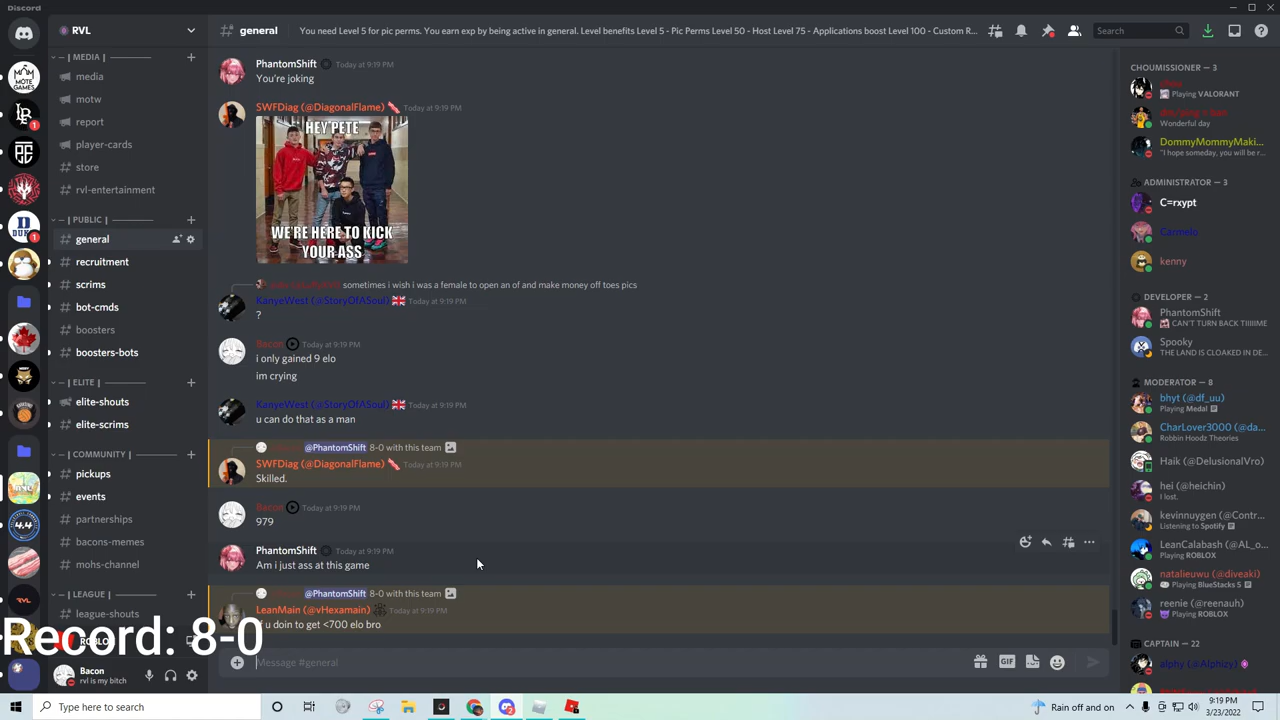 Discord
RVL
general
You need Level 5 for pic perms. You earn exp by being active in general. Level benefits Level 5 - Pic Perms Level 50 - Host Level 75 - Applications boost Level 100 - Custom R...
Search
MEDIA
media
motw
report
player-cards
store
rvl-entertainment
| PUBLIC |
general
recruitment
scrims
bot-cmds
boosters
boosters-bots
| ELITE |
elite-shouts
elite-scrims
| COMMUNITY |
pickups
events
partnerships
bacons-memes
mohs-channel
| LEAGUE |
league-shouts
ROBLOX
Bacon
rvl is my bitch
PhantomShift Today at 9:19 PM
You're joking
SWFDiag (@DiagonalFlame) Today at 9:19 PM
HEY PETE
WE'RE HERE TO KICK
YOUR ASS
sometimes i wish i was a female to open an of and make money off toes pics
KanyeWest (@StoryOfASoul) Today at 9:19 PM
?
Bacon Today at 9:19 PM
i only gained 9 elo
im crying
KanyeWest (@StoryOfASoul) Today at 9:19 PM
u can do that as a man
@PhantomShift 8-0 with this team
SWFDiag (@DiagonalFlame) Today at 9:19 PM
Skilled.
Bacon Today at 9:19 PM
979
PhantomShift Today at 9:19 PM
Am i just ass at this game
@PhantomShift 8-0 with this team
LeanMain (@vHexamain) Today at 9:19 PM
f u doin to get <700 elo bro
Message #general
GIF
CHOUMISSIONER — 3
Playing VALORANT
Wonderful day
DommyMommyMaki...
"I hope someday, you will be r...
ADMINISTRATOR — 3
C=rxypt
Carmelo
kenny
DEVELOPER — 2
PhantomShift
CAN'T TURN BACK TIIIIIME
Spooky
THE LAND IS CLOAKED IN DE...
MODERATOR — 8
bhyt (@df_uu)
Playing Medal
CharLover3000 (@da...
Robbin Hoodz Theories
Haik (@DelusionalVro)
hei (@heichin)
I lost.
kevinnuygen (@Contr...
Listening to Spotify
LeanCalabash (@AL_o...
Playing ROBLOX
natalieuwu (@diveaki)
Playing BlueStacks 5
reenie (@reenauh)
Playing ROBLOX
CAPTAIN — 22
alphy (@Alphizy)
Record: 8-0
Type here to search
Rain off and on
9:19 PM
3/23/2022